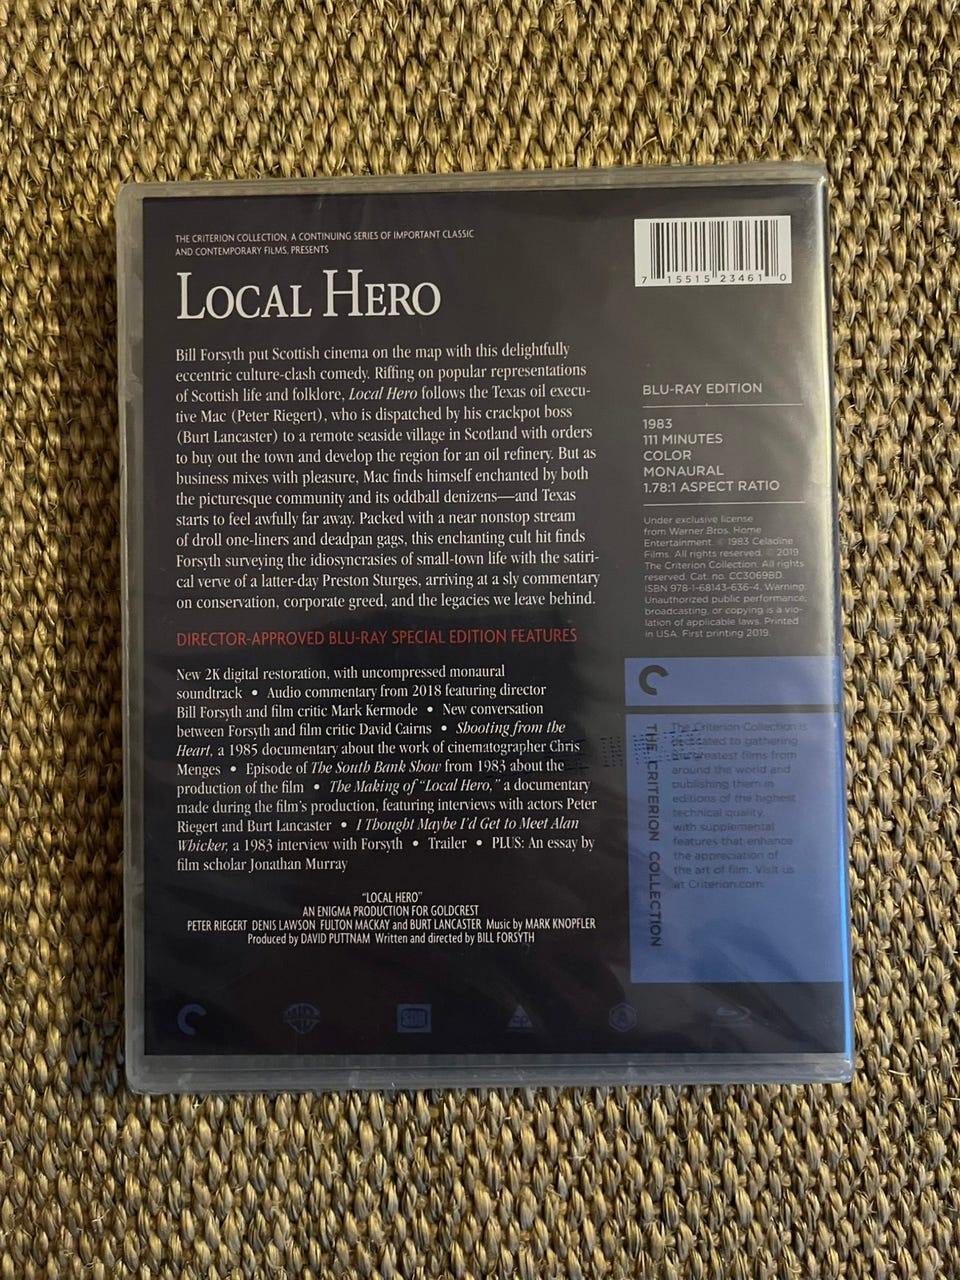 THE CRITERION COLLECTION, A CONTINUING SERIES OF IMPORTANT CLASSIC
AND CONTEMPORARY FILMS, PRESENTS
LOCAL HERO
Bill Forsyth put Scottish cinema on the map with this delightfully
eccentric culture-clash comedy. Riffing on popular representations
of Scottish life and folklore, Local Hero follows the Texas oil execu-
tive Mac (Peter Riegert), who is dispatched by his crackpot boss
(Burt Lancaster) to a remote seaside village in Scotland with orders
to buy out the town and develop the region for an oil refinery. But as
business mixes with pleasure, Mac finds himself enchanted by both
the picturesque community and its oddball denizens—and Texas
starts to feel awfully far away. Packed with a near nonstop stream
of droll one-liners and deadpan gags, this enchanting cult hit finds
Forsyth surveying the idiosyncrasies of small-town life with the satiri-
cal verve of a latter-day Preston Sturges, arriving at a sly commentary
on conservation, corporate greed, and the legacies we leave behind.
DIRECTOR-APPROVED BLU-RAY SPECIAL EDITION FEATURES
New 2K digital restoration, with uncompressed monaural
soundtrack • Audio commentary from 2018 featuring director
Bill Forsyth and film critic Mark Kermode • New conversation
between Forsyth and film critic David Cairns • Shooting from the
Heart, a 1985 documentary about the work of cinematographer Chris
Menges • Episode of The South Bank Show from 1983 about the
production of the film • The Making of "Local Hero," a documentary
made during the film's production, featuring interviews with actors Peter
Riegert and Burt Lancaster • I Thought Maybe I'd Get to Meet Alan
Whicker, a 1983 interview with Forsyth • Trailer • PLUS: An essay by
film scholar Jonathan Murray
"LOCAL HERO"
AN ENIGMA PRODUCTION FOR GOLDCREST
PETER RIEGERT DENIS LAWSON FULTON MACKAY and BURT LANCASTER Music by MARK KNOPFLER
Produced by DAVID PUTTNAM Written and directed by BILL FORSYTH
7 15515 23461 0
BLU-RAY EDITION
1983
111 MINUTES
COLOR
MONAURAL
1.78:1 ASPECT RATIO
Under exclusive license
from Warner Bros. Home
Entertainment. © 1983 Celadine
Films. All rights reserved. © 2019
The Criterion Collection. All rights
reserved. Cat. no. CC3069BD.
ISBN 978-1-68143-636-4. Warning:
Unauthorized public performance,
broadcasting, or copying is a vio-
lation of applicable laws. Printed
in USA. First printing 2019.
THE CRITERION COLLECTION
The Criterion Collection is
dedicated to gathering
the greatest films from
around the world and
publishing them in
editions of the highest
technical quality,
with supplemental
features that enhance
the appreciation of
the art of film. Visit us
at Criterion.com.